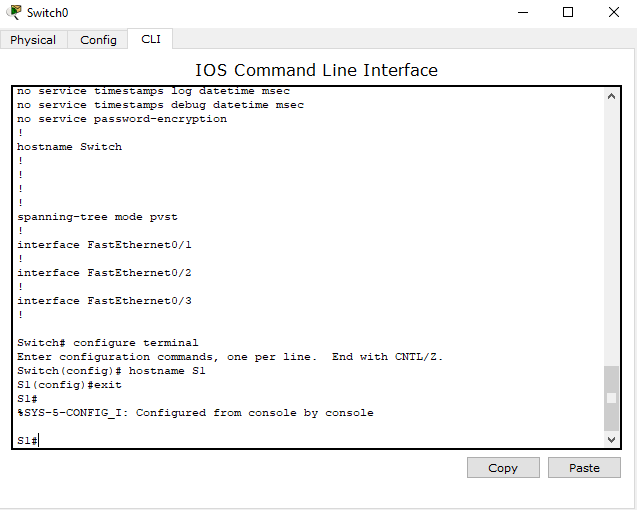 Switch0
Physical Config CLI
IOS Command Line Interface
no service timestamps log datetime msec
no service timestamps debug datetime msec
no service password-encryption
!
hostname Switch
!
!
!
!
spanning-tree mode pvst
!
interface FastEthernet0/1
!
interface FastEthernet0/2
!
interface FastEthernet0/3
!
Switch# configure terminal
Enter configuration commands, one per line.  End with CNTL/Z.
Switch(config)# hostname S1
S1(config)#exit
S1#
%SYS-5-CONFIG_I: Configured from console by console
S1#
Copy Paste